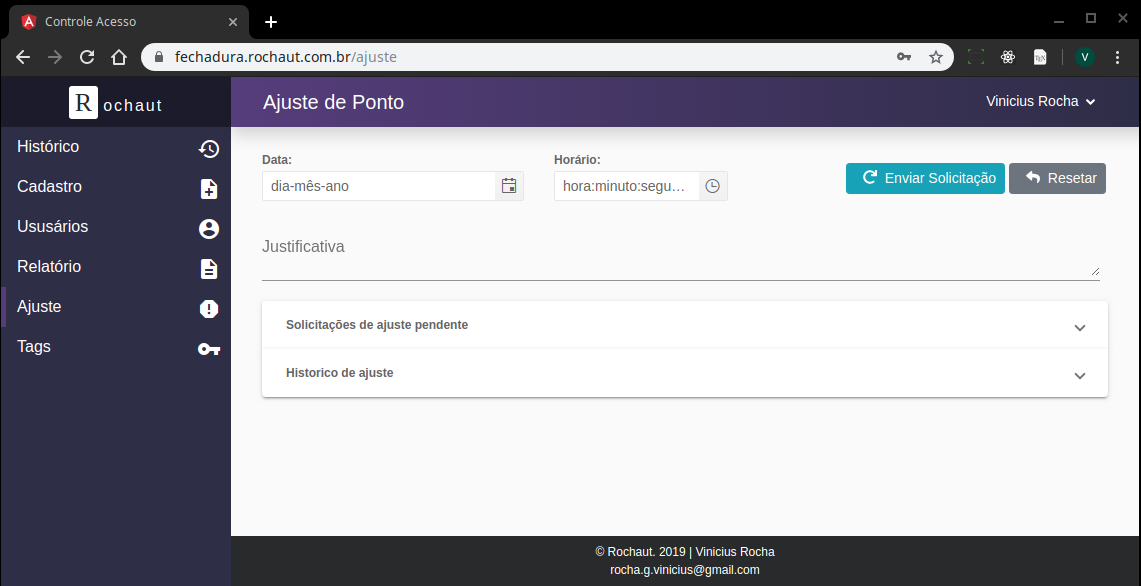 Controle Acesso
fechadura.rochaut.com.br/ajuste
V
Rochaut
Ajuste de Ponto
Vinicius Rocha
Histórico
Cadastro
Ususários
Relatório
Ajuste
Tags
Data:
Horário:
dia-mês-ano
hora:minuto:segu...
Enviar Solicitação
Resetar
Justificativa
Solicitações de ajuste pendente
Historico de ajuste
© Rochaut. 2019 | Vinicius Rocha
rocha.g.vinicius@gmail.com